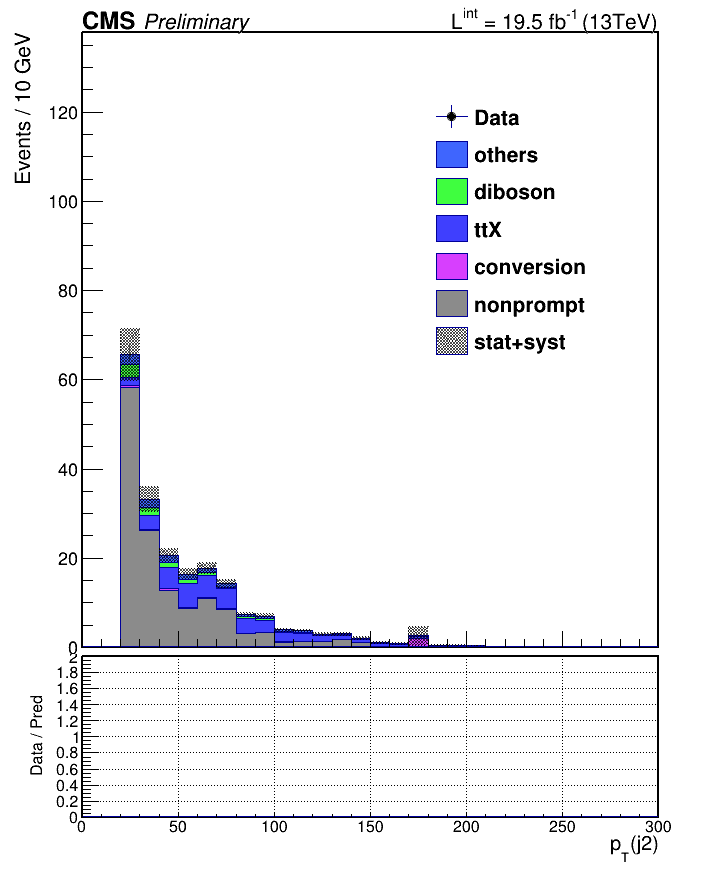 CMS Preliminary L^int = 19.5 fb^-1 (13TeV)
Events / 10 GeV
120
100
80
60
40
20
0
Data
others
diboson
ttX
conversion
nonprompt
stat+syst
Data / Pred
2
1.8
1.6
1.4
1.2
1
0.8
0.6
0.4
0.2
0
0 50 100 150 200 250 300
p_T(j2)